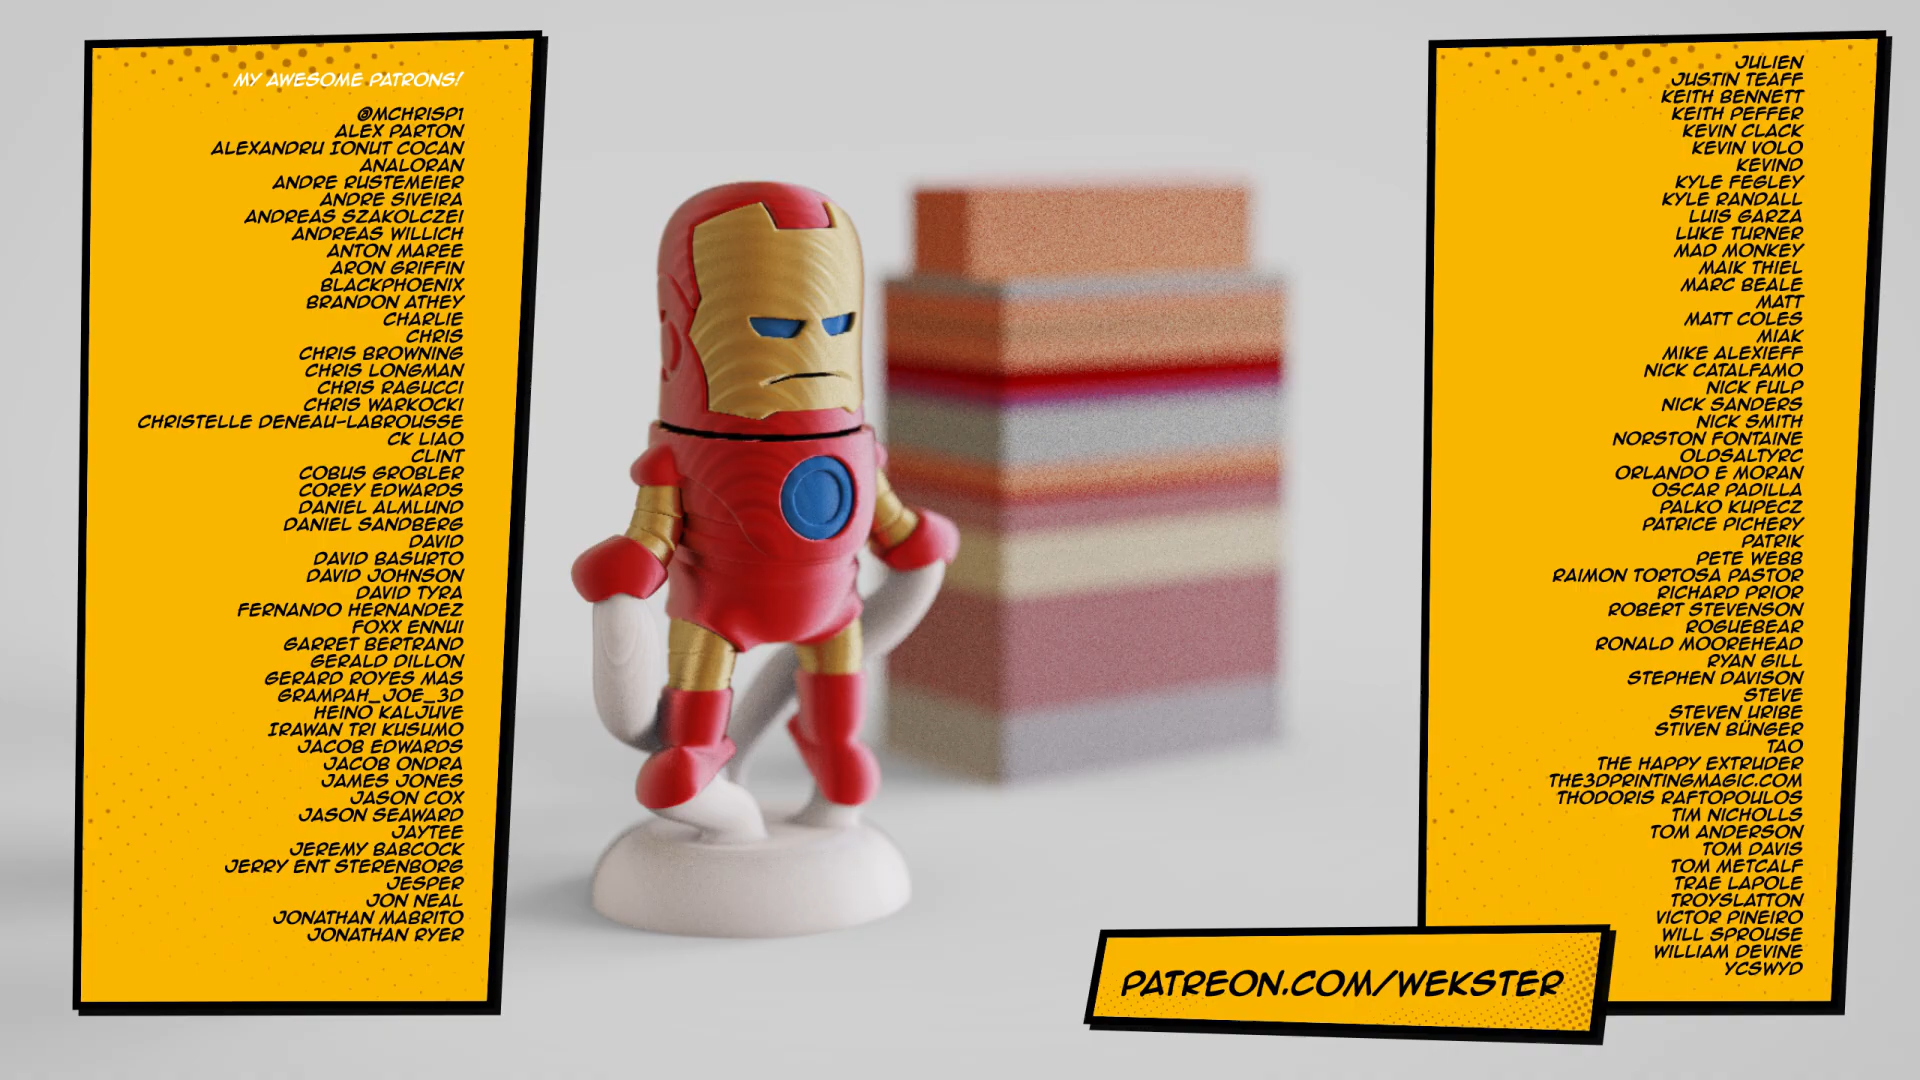 MY AWESOME PATRONS!
@MCHRISP1
ALEX PARTON
ALEXANDRU IONUT COCAN
ANALORAN
ANDRE RUSTEMEIER
ANDRE SIVEIRA
ANDREAS SZAKOLCZEI
ANDREAS WILLICH
ANTON MAREE
ARON GRIFFIN
BLACKPHOENIX
BRANDON ATHEY
CHARLIE
CHRIS
CHRIS BROWNING
CHRIS LONGMAN
CHRIS RAGUCCI
CHRIS WARKOCKI
CHRISTELLE DENEAU-LABROUSSE
CK LIAO
CLINT
COBUS GROBLER
COREY EDWARDS
DANIEL ALMLUND
DANIEL SANDBERG
DAVID
DAVID BASURTO
DAVID JOHNSON
DAVID TYRA
FERNANDO HERNANDEZ
FOXX ENNUI
GARRET BERTRAND
GERALD DILLON
GERARD ROYES MAS
GRAMPAH_JOE_3D
HEINO KALJUVE
IRAWAN TRI KUSUMO
JACOB EDWARDS
JACOB ONDRA
JAMES JONES
JASON COX
JASON SEAWARD
JAYTEE
JEREMY BABCOCK
JERRY ENT STERENBORG
JESPER
JON NEAL
JONATHAN MABRITO
JONATHAN RYER
JULIEN
JUSTIN TEAFF
KEITH BENNETT
KEITH PEFFER
KEVIN CLACK
KEVIN VOLO
KEVIND
KYLE FEGLEY
KYLE RANDALL
LUIS GARZA
LUKE TURNER
MAD MONKEY
MAIK THIEL
MARC BEALE
MATT
MATT COLES
MIAK
MIKE ALEXIEFF
NICK CATALFAMO
NICK FULP
NICK SANDERS
NICK SMITH
NORSTON FONTAINE
OLDSALTYRC
ORLANDO E MORAN
OSCAR PADILLA
PALKO KUPECZ
PATRICE PICHERY
PATRIK
PETE WEBB
RAIMON TORTOSA PASTOR
RICHARD PRIOR
ROBERT STEVENSON
ROGUEBEAR
RONALD MOOREHEAD
RYAN GILL
STEPHEN DAVISON
STEVE
STEVEN URIBE
STIVEN BÜNGER
TAO
THE HAPPY EXTRUDER
THE3DPRINTINGMAGIC.COM
THODORIS RAFTOPOULOS
TIM NICHOLLS
TOM ANDERSON
TOM DAVIS
TOM METCALF
TRAE LAPOLE
TROYSLATTON
VICTOR PINEIRO
WILL SPROUSE
WILLIAM DEVINE
YCSWYD
PATREON.COM/WEKSTER